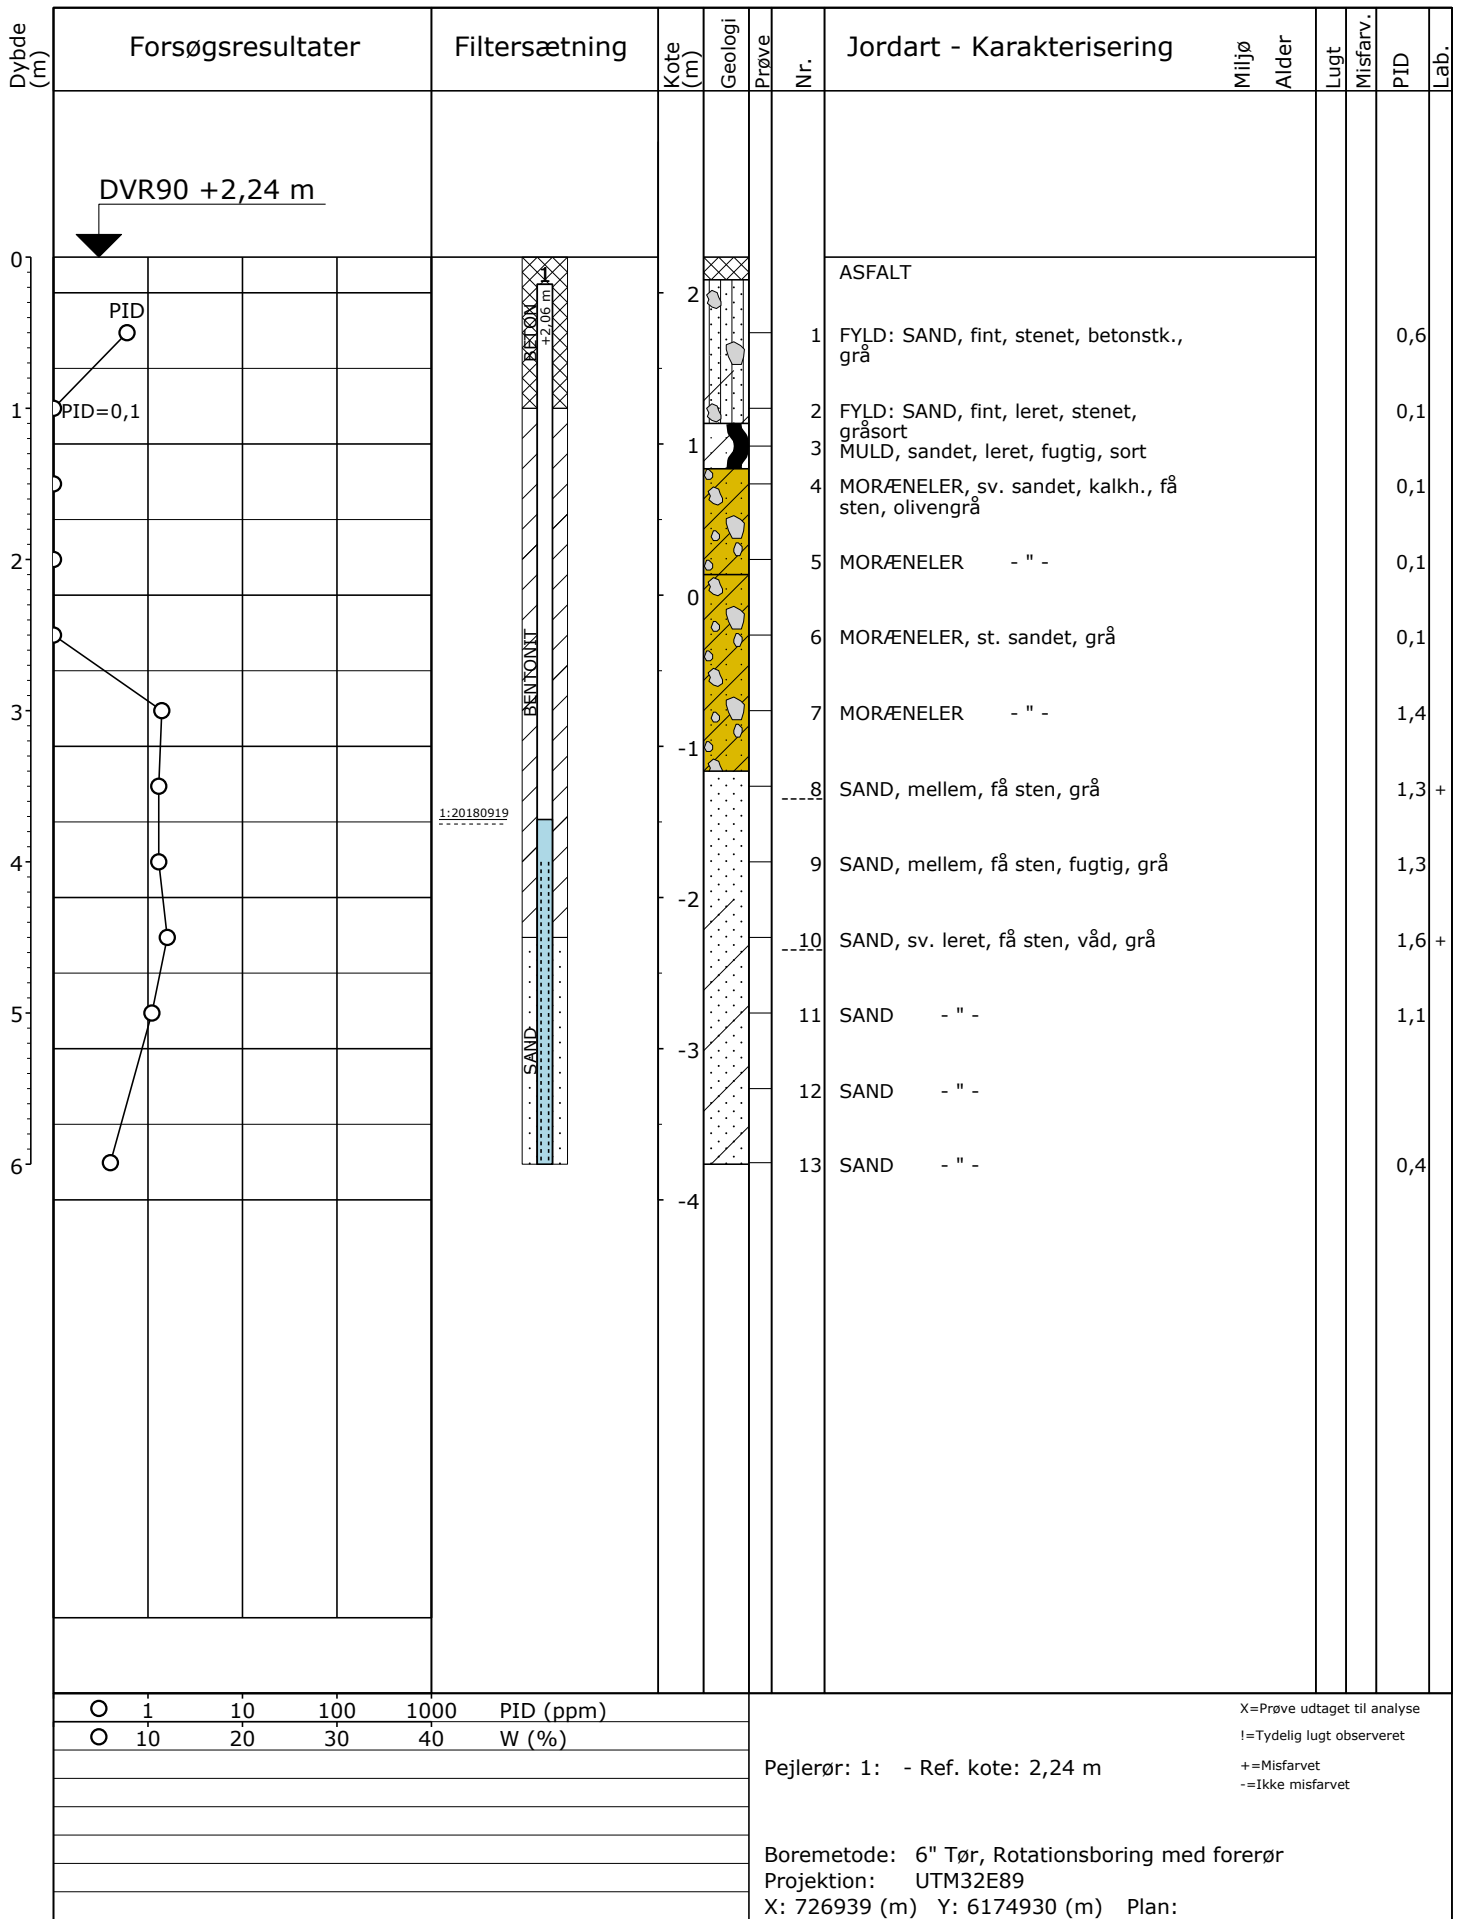 Dybde
(m)
Forsøgsresultater
Filtersætning
Kote
(m)
Geologi
Prøve
Nr.
Jordart - Karakterisering
Miljø
Alder
Lugt
Misfarv.
PID
Lab.
DVR90 +2,24 m
0
1
2
3
4
5
6
PID
PID=0,1
1
+2,06 m
BETON
BENTONIT
SAND
1:20180919
2
1
0
-1
-2
-3
-4
ASFALT
1 FYLD: SAND, fint, stenet, betonstk., 0,6
grå
2 FYLD: SAND, fint, leret, stenet, 0,1
gråsort
3 MULD, sandet, leret, fugtig, sort
4 MORÆNELER, sv. sandet, kalkh., få 0,1
sten, olivengrå
5 MORÆNELER - " - 0,1
6 MORÆNELER, st. sandet, grå 0,1
7 MORÆNELER - " - 1,4
8 SAND, mellem, få sten, grå 1,3 +
9 SAND, mellem, få sten, fugtig, grå 1,3
10 SAND, sv. leret, få sten, våd, grå 1,6 +
11 SAND - " - 1,1
12 SAND - " -
13 SAND - " - 0,4
1 10 100 1000 PID (ppm)
10 20 30 40 W (%)
X=Prøve udtaget til analyse
!=Tydelig lugt observeret
+=Misfarvet
-=Ikke misfarvet
Pejlerør: 1: - Ref. kote: 2,24 m
Boremetode: 6" Tør, Rotationsboring med forerør
Projektion: UTM32E89
X: 726939 (m) Y: 6174930 (m) Plan: